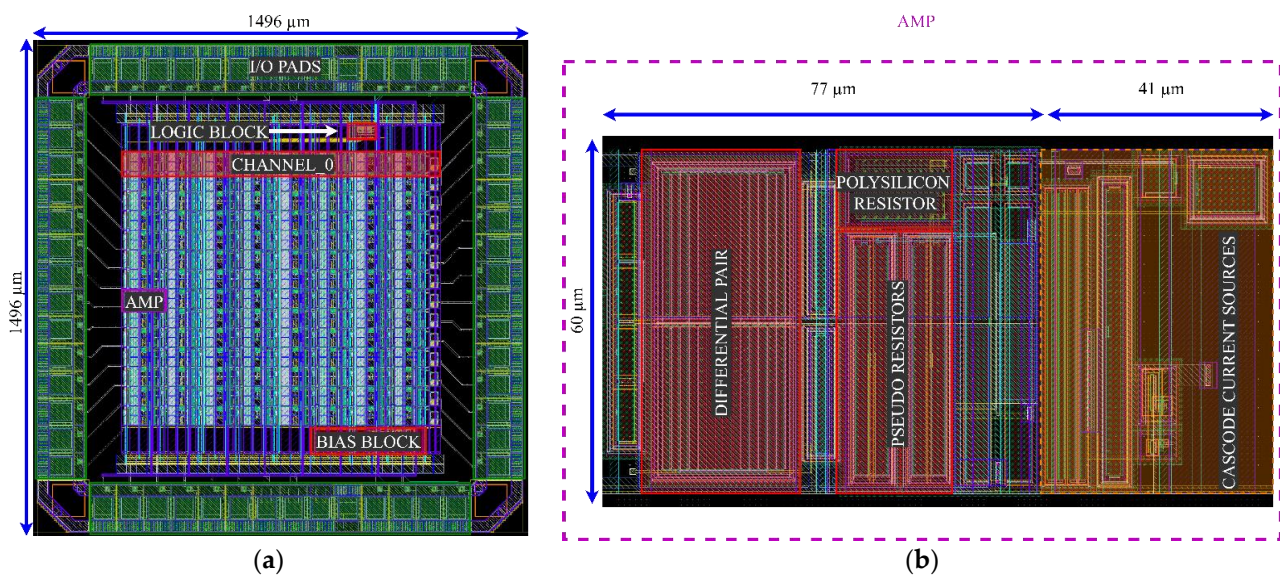 1496 µm
1496 µm
I/O PADS
LOGIC BLOCK
CHANNEL_0
AMP
BIAS BLOCK
(a)
AMP
77 µm
41 µm
60 µm
DIFFERENTIAL PAIR
POLYSILICON
RESISTOR
PSEUDO RESISTORS
CASCODE CURRENT SOURCES
(b)